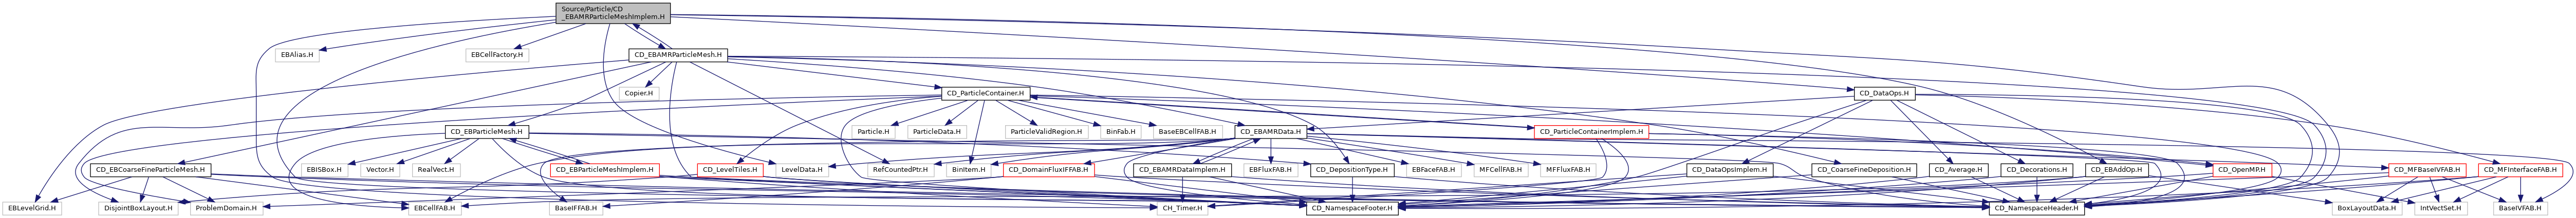 Source/Particle/CD
_EBAMRParticleMeshImplem.H
EBAlias.H
EBCellFactory.H
CD_EBAMRParticleMesh.H
Copier.H
CD_ParticleContainer.H
CD_DataOps.H
CD_EBParticleMesh.H
Particle.H
ParticleData.H
ParticleValidRegion.H
BinFab.H
BaseEBCellFAB.H
CD_EBAMRData.H
CD_ParticleContainerImplem.H
CD_EBCoarseFineParticleMesh.H
EBISBox.H
Vector.H
RealVect.H
CD_EBParticleMeshImplem.H
CD_LevelTiles.H
LevelData.H
RefCountedPtr.H
BinItem.H
CD_DomainFluxIFFAB.H
CD_EBAMRDataImplem.H
EBFluxFAB.H
CD_DepositionType.H
EBFaceFAB.H
MFCellFAB.H
MFFluxFAB.H
CD_DataOpsImplem.H
CD_CoarseFineDeposition.H
CD_Average.H
CD_Decorations.H
CD_EBAddOp.H
CD_OpenMP.H
CD_MFBaseIVFAB.H
CD_MFInterfaceFAB.H
EBLevelGrid.H
DisjointBoxLayout.H
ProblemDomain.H
EBCellFAB.H
BaseIFFAB.H
CH_Timer.H
CD_NamespaceFooter.H
CD_NamespaceHeader.H
BoxLayoutData.H
IntVectSet.H
BaseIVFAB.H